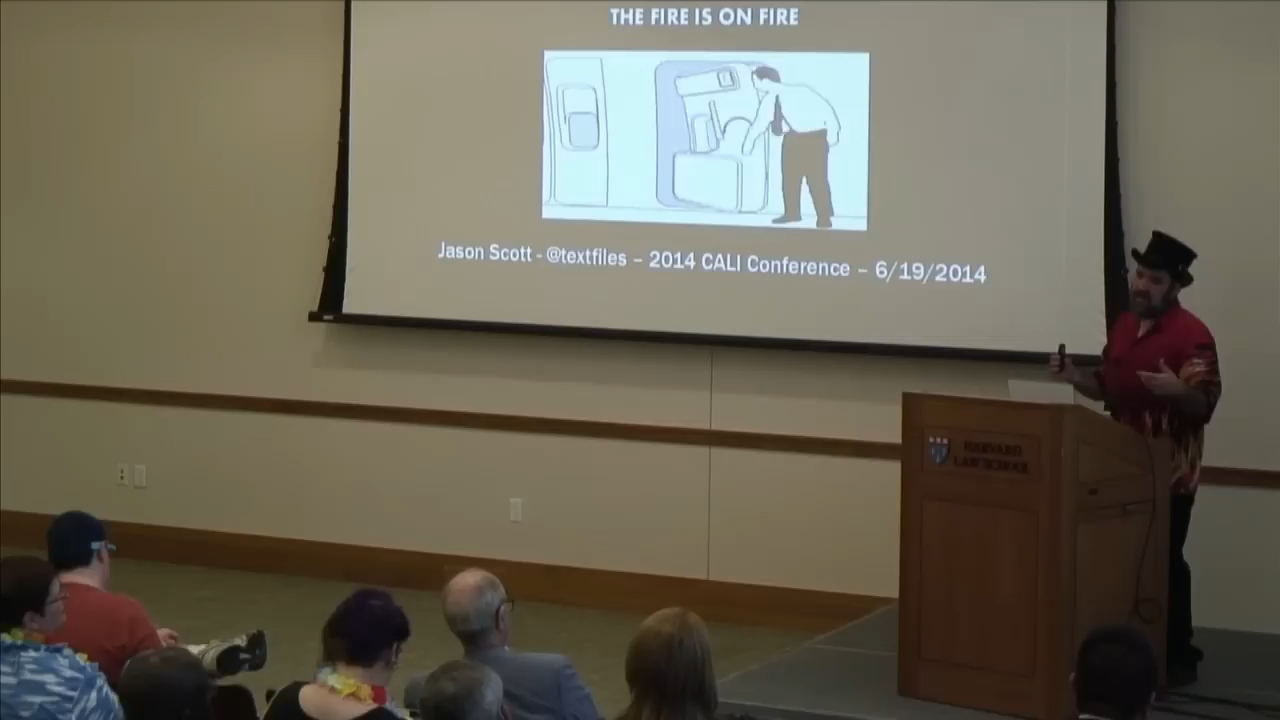 THE FIRE IS ON FIRE
Jason Scott - @textfiles – 2014 CALI Conference – 6/19/2014
HARVARD
LAW SCHOOL